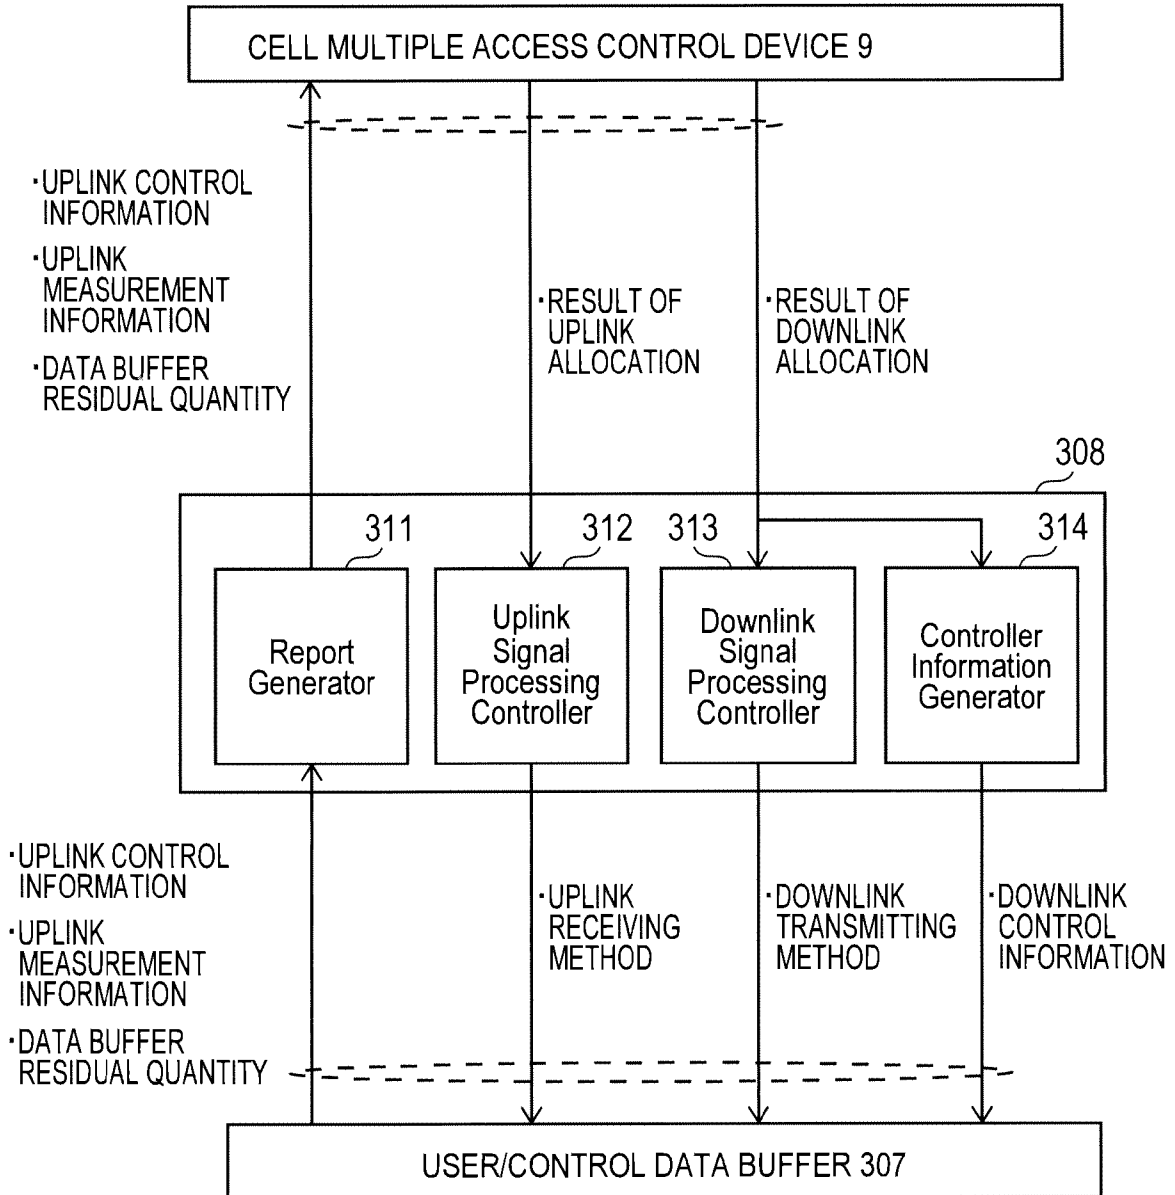 CELL MULTIPLE ACCESS CONTROL DEVICE 9
·UPLINK CONTROL
INFORMATION
·UPLINK
MEASUREMENT
INFORMATION
·DATA BUFFER
RESIDUAL QUANTITY
·RESULT OF
UPLINK
ALLOCATION
·RESULT OF
DOWNLINK
ALLOCATION
308
311
312
313
314
Report
Generator
Uplink
Signal
Processing
Controller
Downlink
Signal
Processing
Controller
Controller
Information
Generator
·UPLINK CONTROL
INFORMATION
·UPLINK
MEASUREMENT
INFORMATION
·DATA BUFFER
RESIDUAL QUANTITY
·UPLINK
RECEIVING
METHOD
·DOWNLINK
TRANSMITTING
METHOD
·DOWNLINK
CONTROL
INFORMATION
USER/CONTROL DATA BUFFER 307